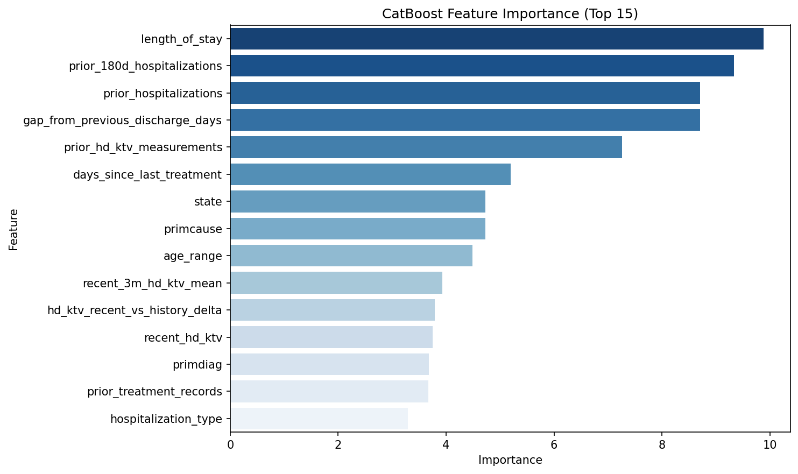 CatBoost Feature Importance (Top 15)
Feature
length_of_stay
prior_180d_hospitalizations
prior_hospitalizations
gap_from_previous_discharge_days
prior_hd_ktv_measurements
days_since_last_treatment
state
primcause
age_range
recent_3m_hd_ktv_mean
hd_ktv_recent_vs_history_delta
recent_hd_ktv
primdiag
prior_treatment_records
hospitalization_type
0 2 4 6 8 10
Importance